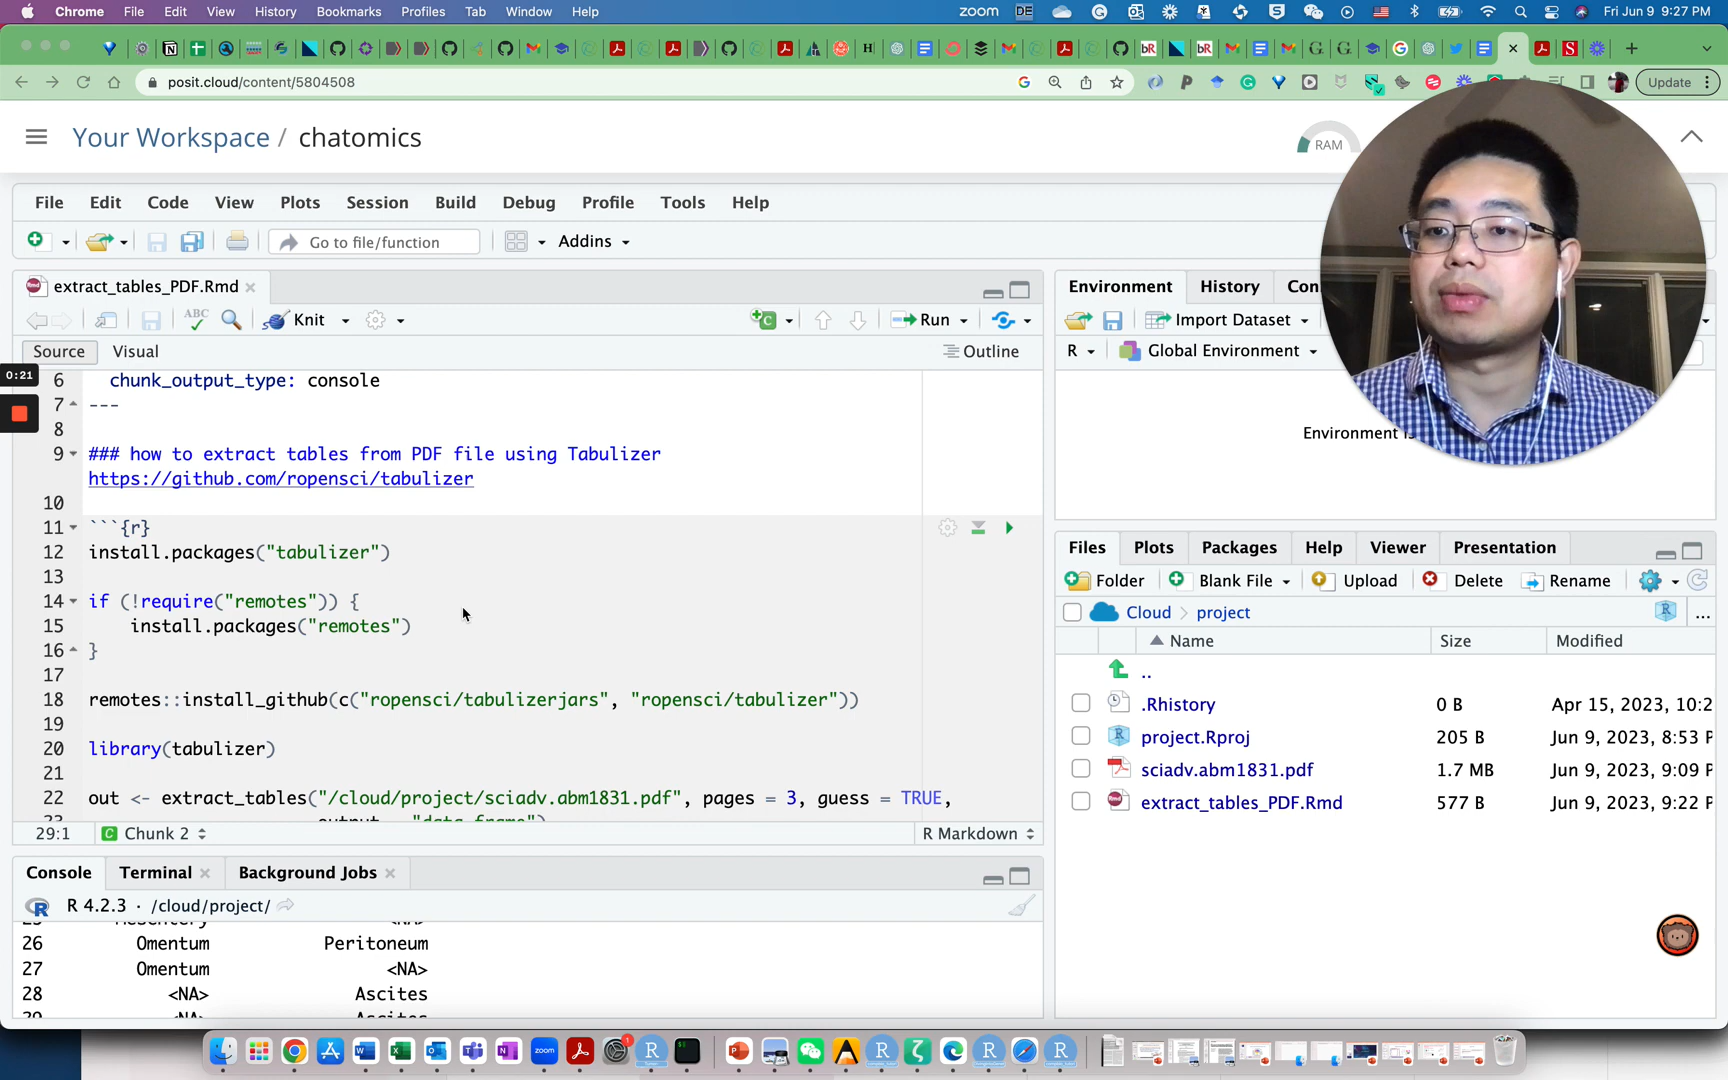 Chrome File Edit View History Bookmarks Profiles Tab Window Help zoom DE Fri Jun 9 9:27 PM
posit.cloud/content/5804508 Update
Your Workspace / chatomics RAM
File Edit Code View Plots Session Build Debug Profile Tools Help
Go to file/function Addins
extract_tables_PDF.Rmd
ABC Knit Run
Source Visual Outline
0:21
6 chunk_output_type: console
7 ---
8
9 ### how to extract tables from PDF file using Tabulizer
https://github.com/ropensci/tabulizer
10
11 ```{r}
12 install.packages("tabulizer")
13
14 if (!require("remotes")) {
15 install.packages("remotes")
16 }
17
18 remotes::install_github(c("ropensci/tabulizerjars", "ropensci/tabulizer"))
19
20 library(tabulizer)
21
22 out <- extract_tables("/cloud/project/sciadv.abm1831.pdf", pages = 3, guess = TRUE,
29:1 Chunk 2 R Markdown
Console Terminal Background Jobs
R 4.2.3 · /cloud/project/
26 Omentum Peritoneum
27 Omentum <NA>
28 <NA> Ascites
Environment History Con
Import Dataset
R Global Environment
Environment is
Files Plots Packages Help Viewer Presentation
Folder Blank File Upload Delete Rename
Cloud project ...
Name Size Modified
..
.Rhistory 0 B Apr 15, 2023, 10:2
project.Rproj 205 B Jun 9, 2023, 8:53 P
sciadv.abm1831.pdf 1.7 MB Jun 9, 2023, 9:09 P
extract_tables_PDF.Rmd 577 B Jun 9, 2023, 9:22 P
zoom